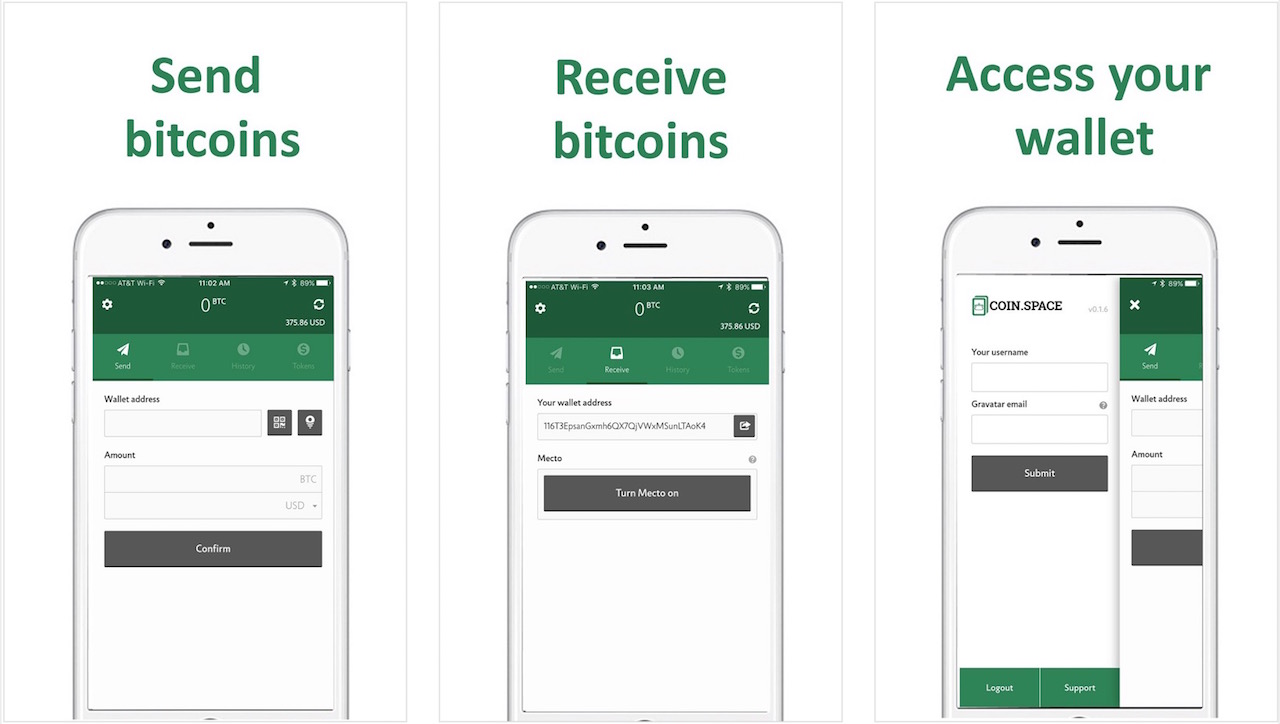 Send
bitcoins
AT&T Wi-Fi 11:02 AM 89%
0 BTC
375.86 USD
Send Receive History Tokens
Wallet address
Amount
BTC
USD
Confirm
Receive
bitcoins
AT&T Wi-Fi 11:03 AM 89%
0 BTC
375.86 USD
Send Receive History Tokens
Your wallet address
116T3EpsanGxmh6QX7QjVWxMSunLTAoK4
Mecto ?
Turn Mecto on
Access your
wallet
89%
COIN.SPACE v0.1.6
Your username
Gravatar email ?
Submit
Logout Support
Send R
Wallet address
Amount